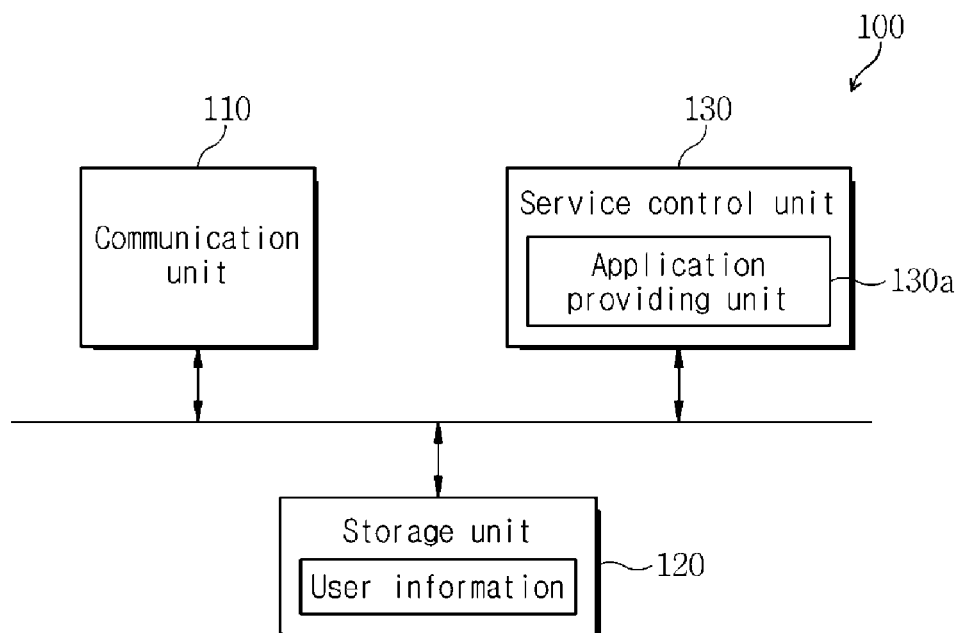 100
110
130
Communication
unit
Service control unit
Application
providing unit
130a
Storage unit
User information
120